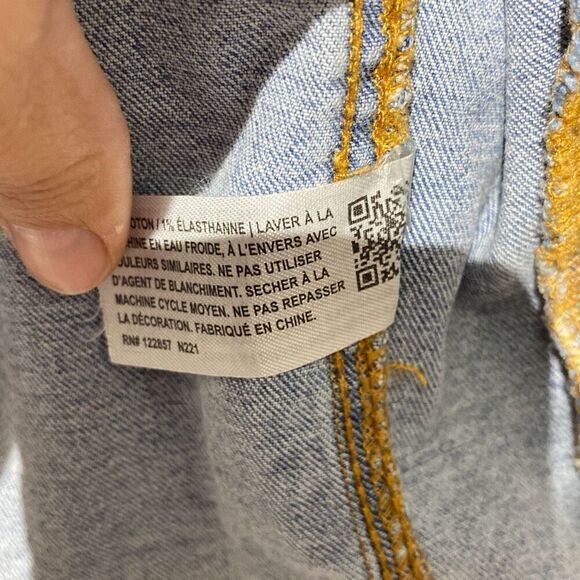 OTON / 1% ÉLASTHANNE | LAVER À LA
HINE EN EAU FROIDE, À L'ENVERS AVEC
OULEURS SIMILAIRES. NE PAS UTILISER
D'AGENT DE BLANCHIMENT. SECHER À LA
MACHINE CYCLE MOYEN. NE PAS REPASSER
LA DÉCORATION. FABRIQUÉ EN CHINE.
RN# 122857 N221